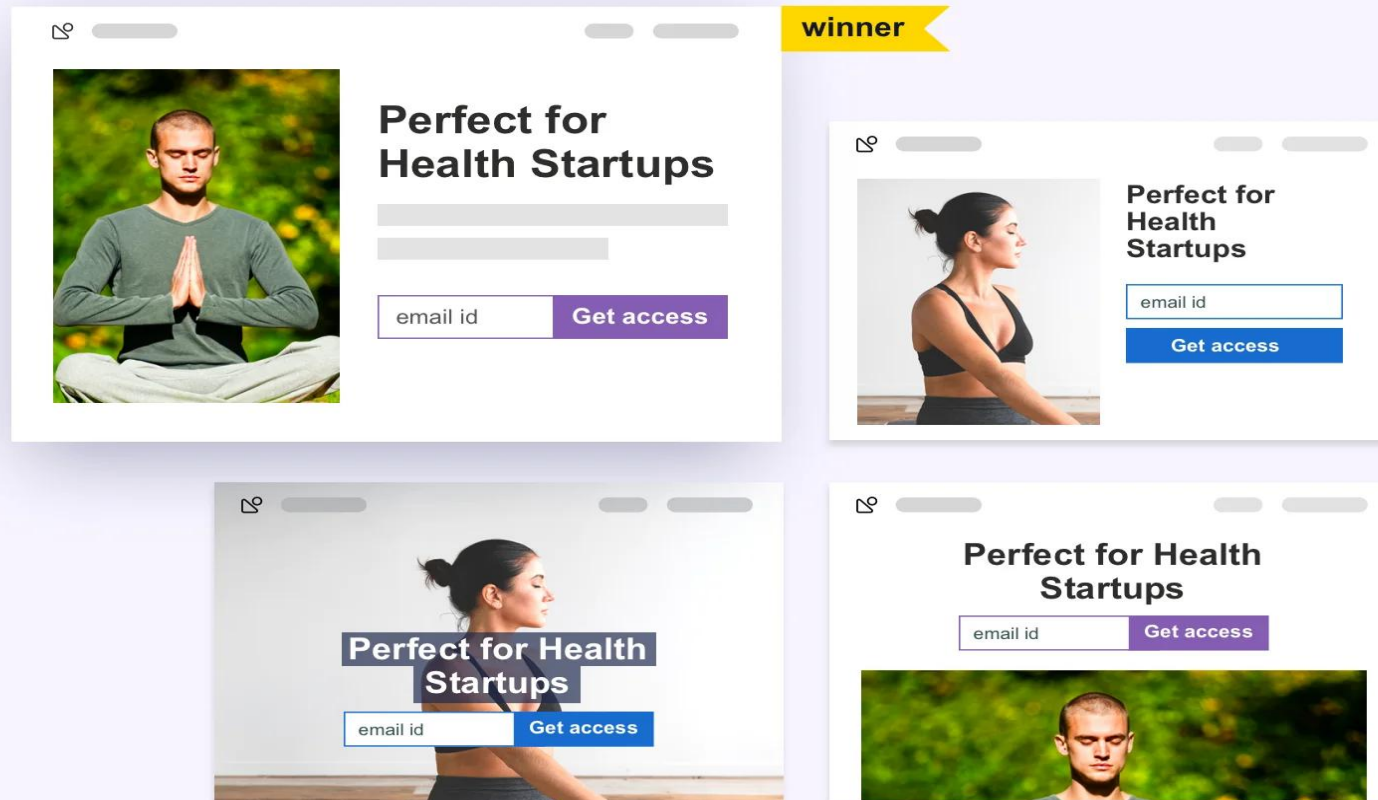 winner
Perfect for
Health Startups
email id
Get access
Perfect for
Health
Startups
email id
Get access
Perfect for Health
Startups
email id
Get access
Perfect for Health
Startups
email id
Get access